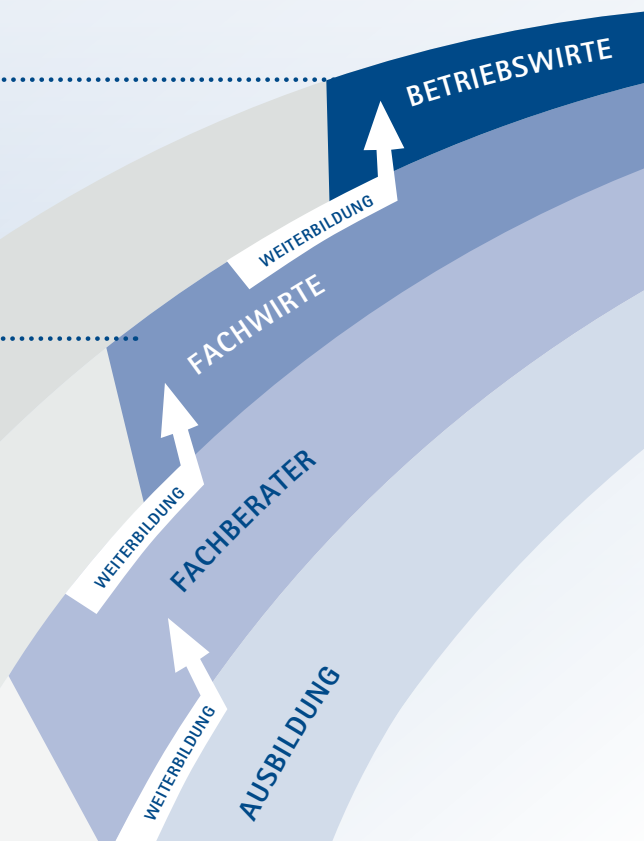 BETRIEBSWIRTE
WEITERBILDUNG
FACHWIRTE
WEITERBILDUNG
FACHBERATER
WEITERBILDUNG
AUSBILDUNG